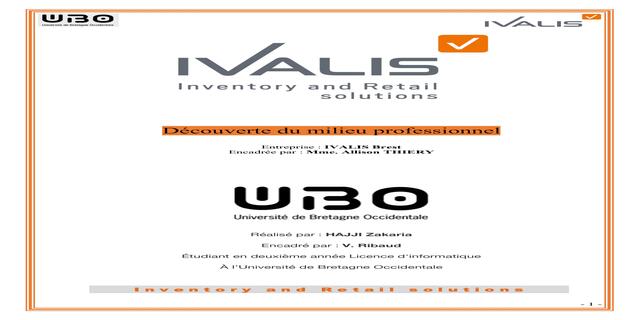 UBO
Université de Bretagne Occidentale
IVALIS
IVALIS
Inventory and Retail
solutions
Découverte du milieu professionnel
Entreprise : IVALIS Brest
Encadrée par : Mme. Allison THIERY
UBO
Université de Bretagne Occidentale
Réalisé par : HAJJI Zakaria
Encadré par : V. Ribaud
Étudiant en deuxième année Licence d'informatique
À l'Université de Bretagne Occidentale
Inventory and Retail solutions
- 1 -